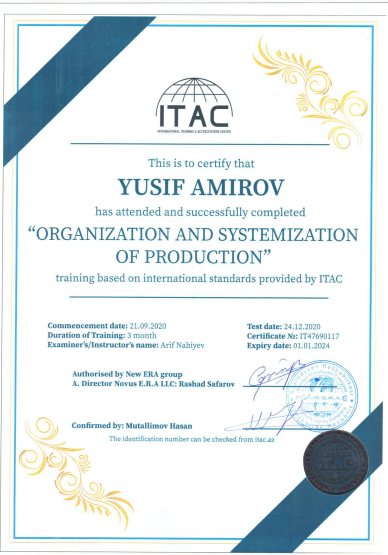 ITAC
INTERNATIONAL TRAINING & ACCREDITATION CENTER
This is to certify that
YUSIF AMIROV
has attended and successfully completed
“ORGANIZATION AND SYSTEMIZATION
OF PRODUCTION”
training based on international standards provided by ITAC
Commencement date: 21.09.2020
Duration of Training: 3 month
Examiner's/Instructor's name: Arif Nabiyev
Test date: 24.12.2020
Certificate №: IT47690117
Expiry date: 01.01.2024
Authorised by New ERA group
A. Director Novus E.R.A LLC: Rashad Safarov
Confirmed by: Mutallimov Hasan
The identification number can be checked from itac.az